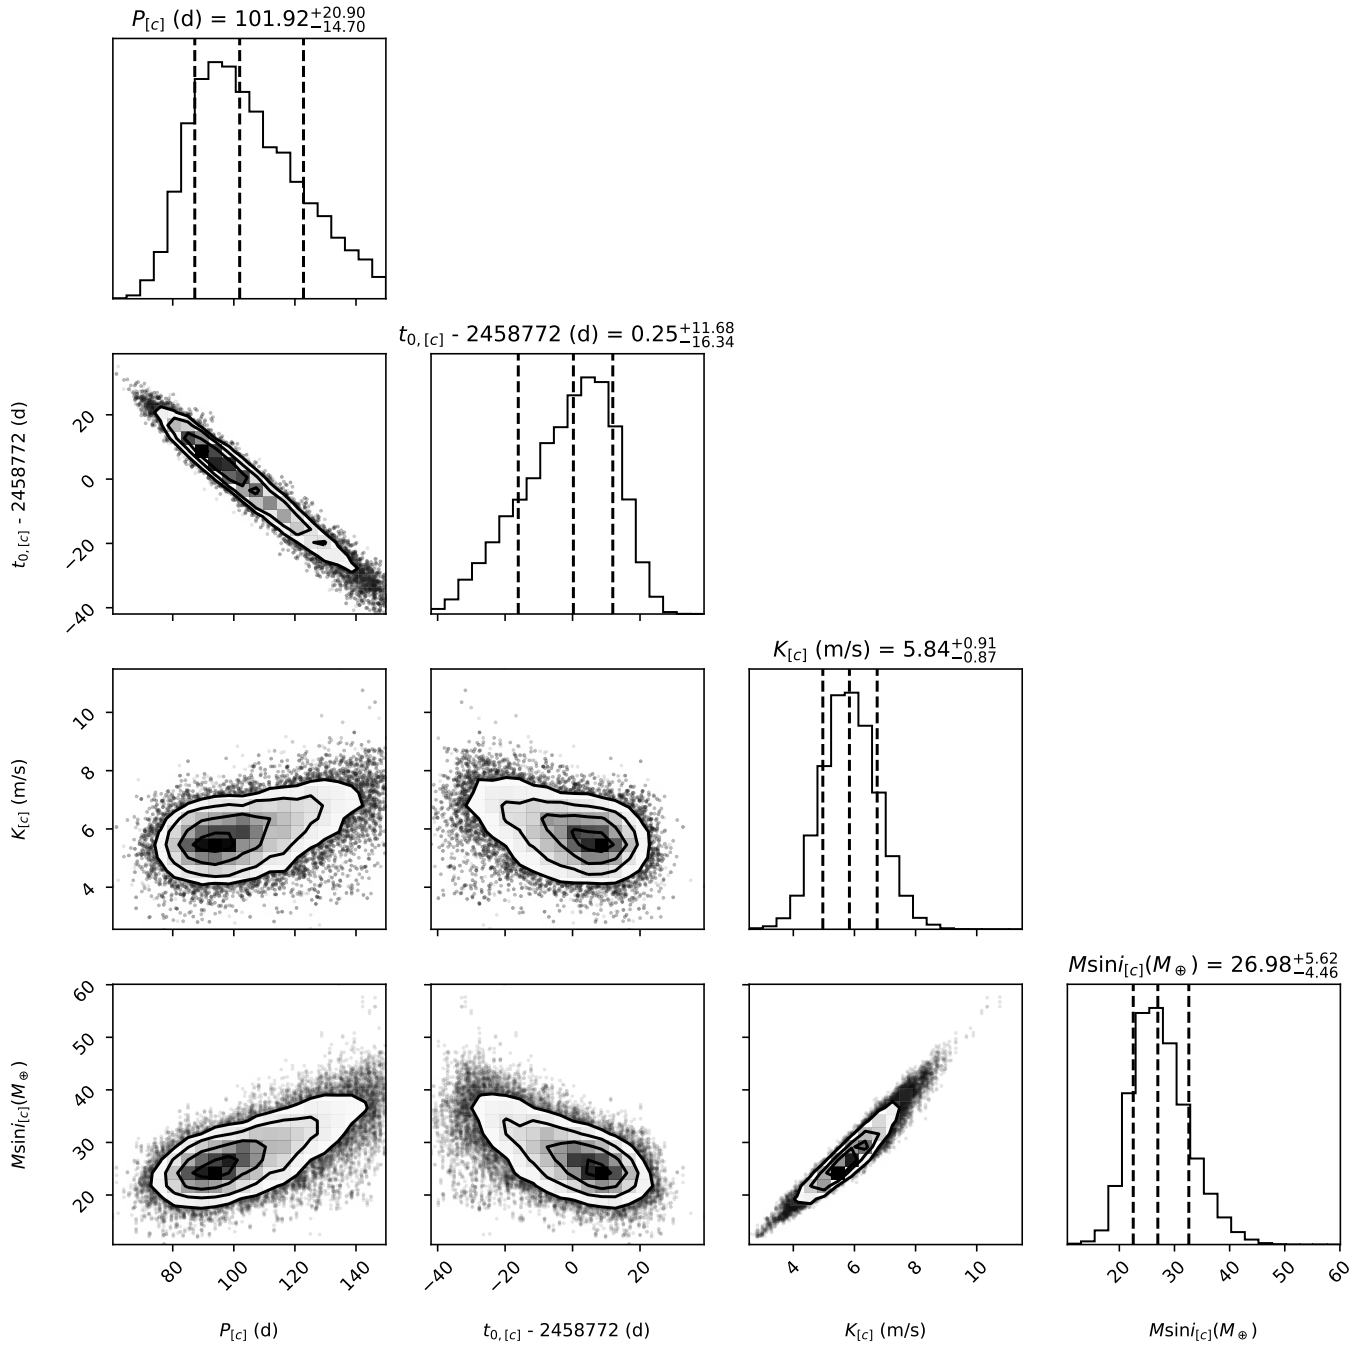 P[c] (d) = 101.92+20.90−14.70
t0,[c] - 2458772 (d) = 0.25+11.68−16.34
20
0
−20
−40
t0,[c] - 2458772 (d)
K[c] (m/s) = 5.84+0.91−0.87
10
8
6
4
K[c] (m/s)
Msini[c](M⊕) = 26.98+5.62−4.46
60
50
40
30
20
Msini[c](M⊕)
80 100 120 140
−40 −20 0 20
4 6 8 10
20 30 40 50 60
P[c] (d)
t0,[c] - 2458772 (d)
K[c] (m/s)
Msini[c](M⊕)